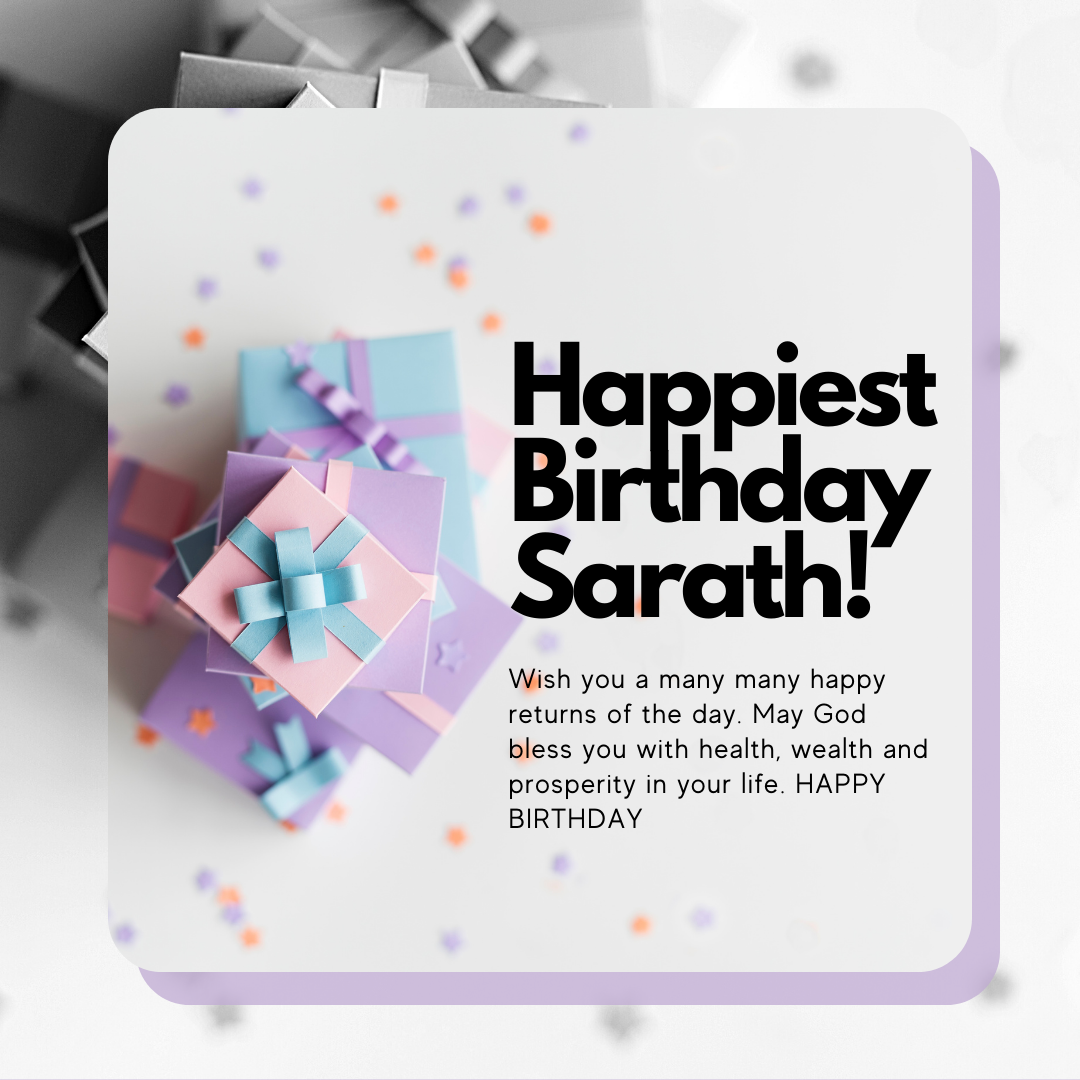 Happiest
Birthday
Sarath!
Wish you a many many happy
returns of the day. May God
bless you with health, wealth and
prosperity in your life. HAPPY
BIRTHDAY